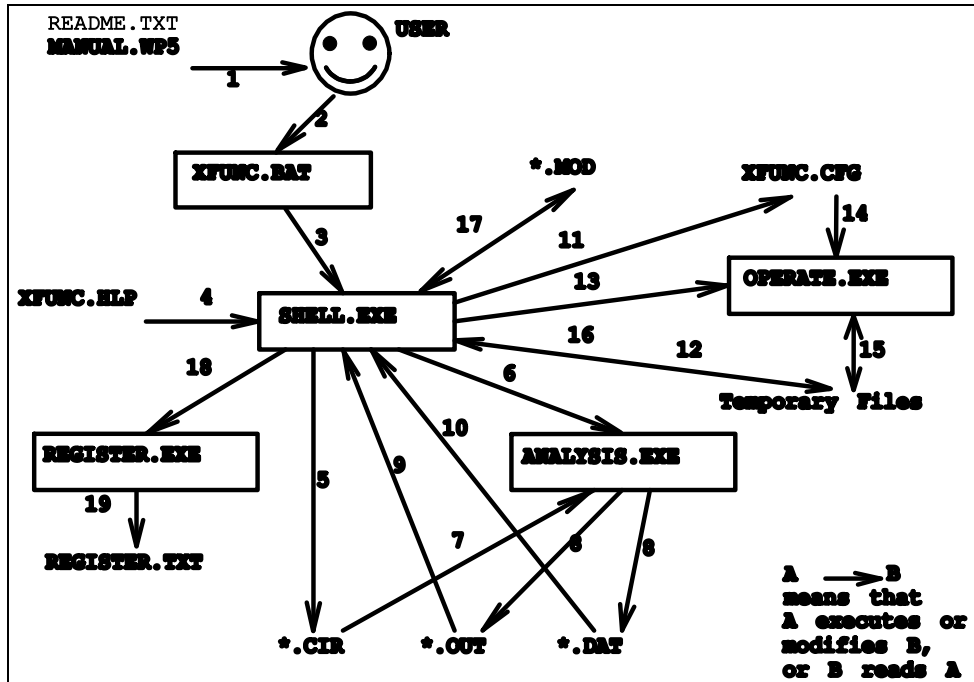 README.TXT
USER
MANUAL.WP5
1
2
XFUNC.BAT
*.MOD
XFUNC.CFG
3
17
11
14
XFUNC.HLP
4
SHELL.EXE
13
OPERATE.EXE
16
12
15
18
6
Temporary Files
10
REGISTER.EXE
9
ANALYSIS.EXE
5
19
7
8
8
REGISTER.TXT
*.CIR
*.OUT
*.DAT
A B
means that
A executes or
modifies B,
or B reads A